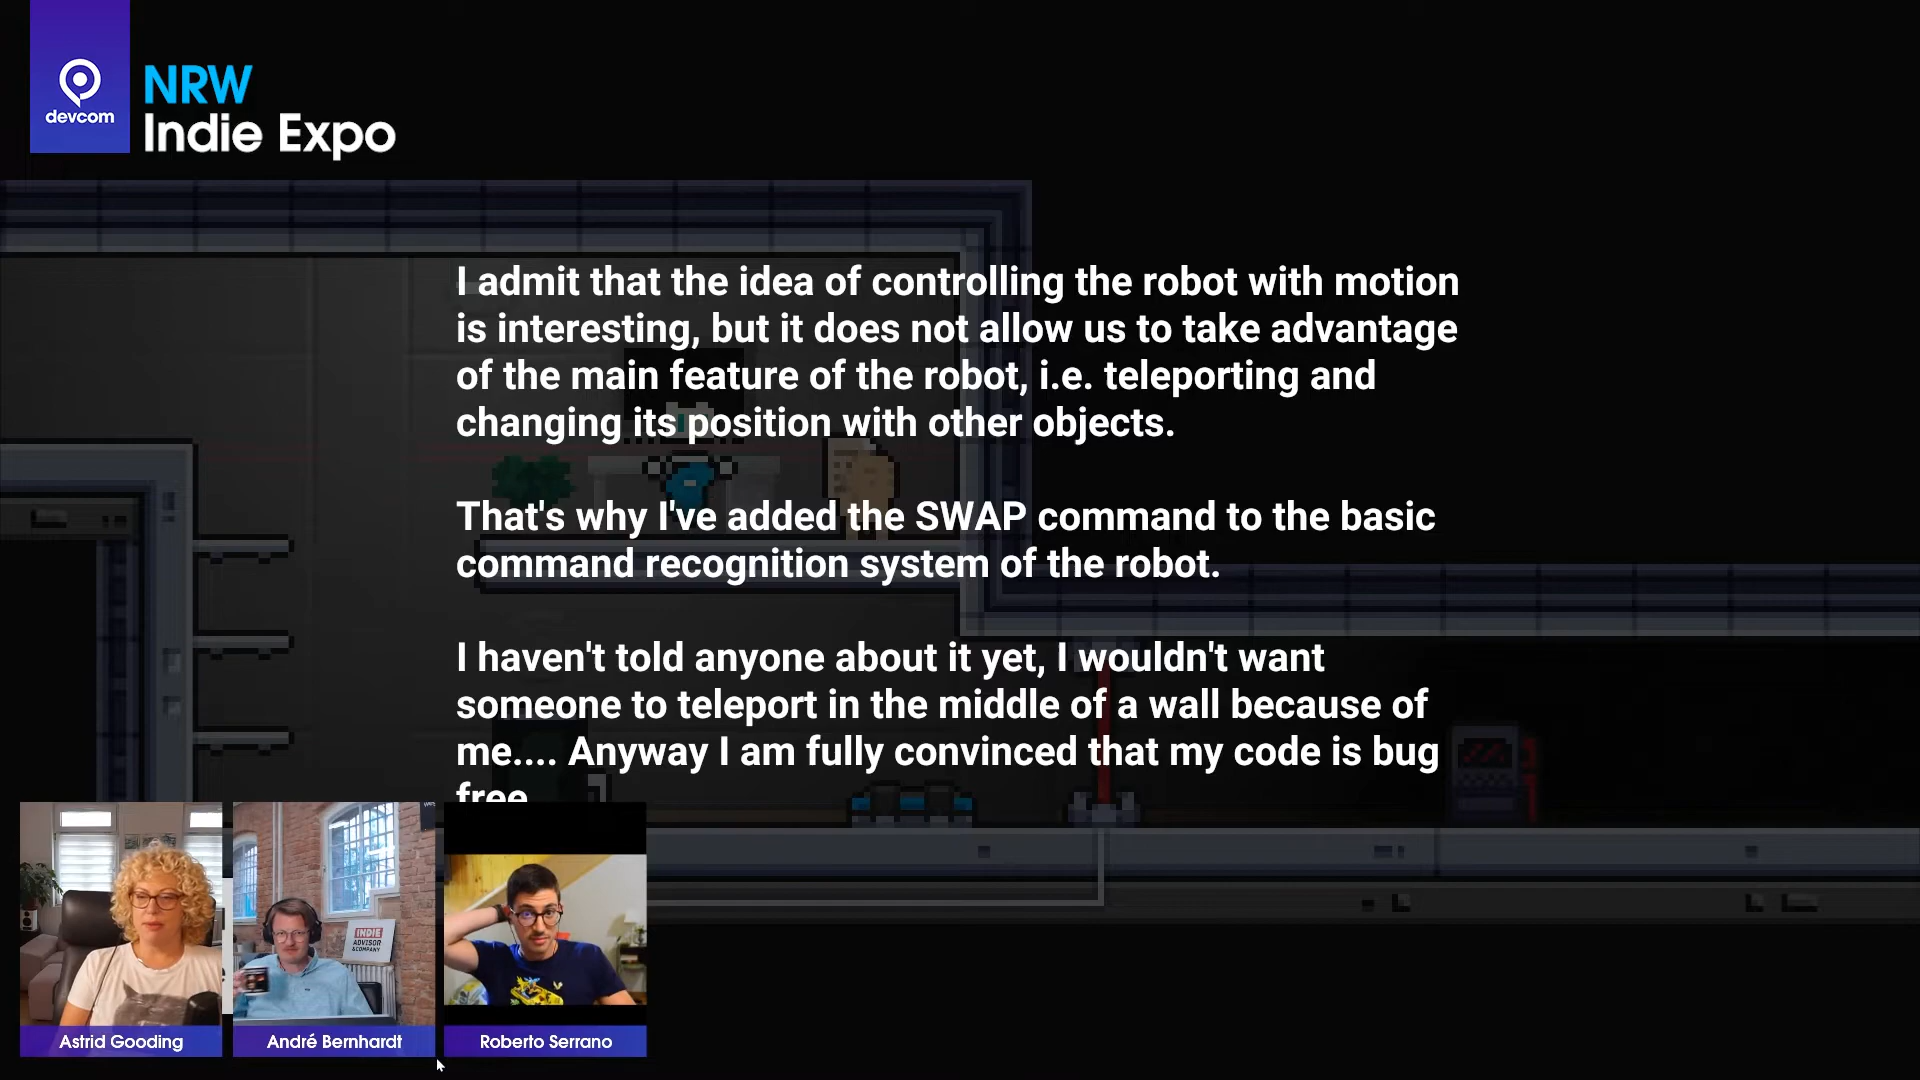 devcom
NRW
Indie Expo
I admit that the idea of controlling the robot with motion
is interesting, but it does not allow us to take advantage
of the main feature of the robot, i.e. teleporting and
changing its position with other objects.
That's why I've added the SWAP command to the basic
command recognition system of the robot.
I haven't told anyone about it yet, I wouldn't want
someone to teleport in the middle of a wall because of
me.... Anyway I am fully convinced that my code is bug
free
INDIE
ADVISOR
&COMPANY
Astrid Gooding
André Bernhardt
Roberto Serrano